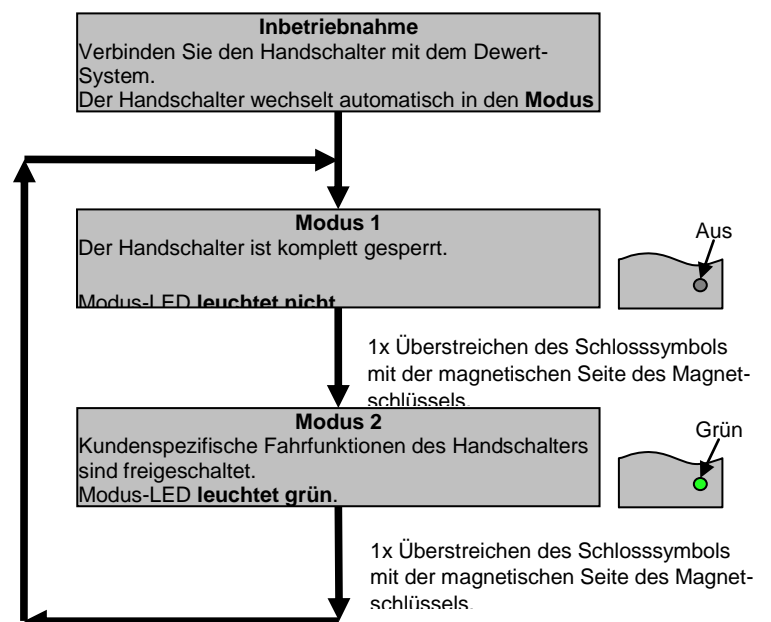 Inbetriebnahme
Verbinden Sie den Handschalter mit dem Dewert-
System.
Der Handschalter wechselt automatisch in den Modus
Modus 1
Der Handschalter ist komplett gesperrt.
Modus-LED leuchtet nicht
Aus
1x Überstreichen des Schlosssymbols
mit der magnetischen Seite des Magnet-
schlüssels.
Modus 2
Kundenspezifische Fahrfunktionen des Handschalters
sind freigeschaltet.
Modus-LED leuchtet grün.
Grün
1x Überstreichen des Schlosssymbols
mit der magnetischen Seite des Magnet-
schlüssels.